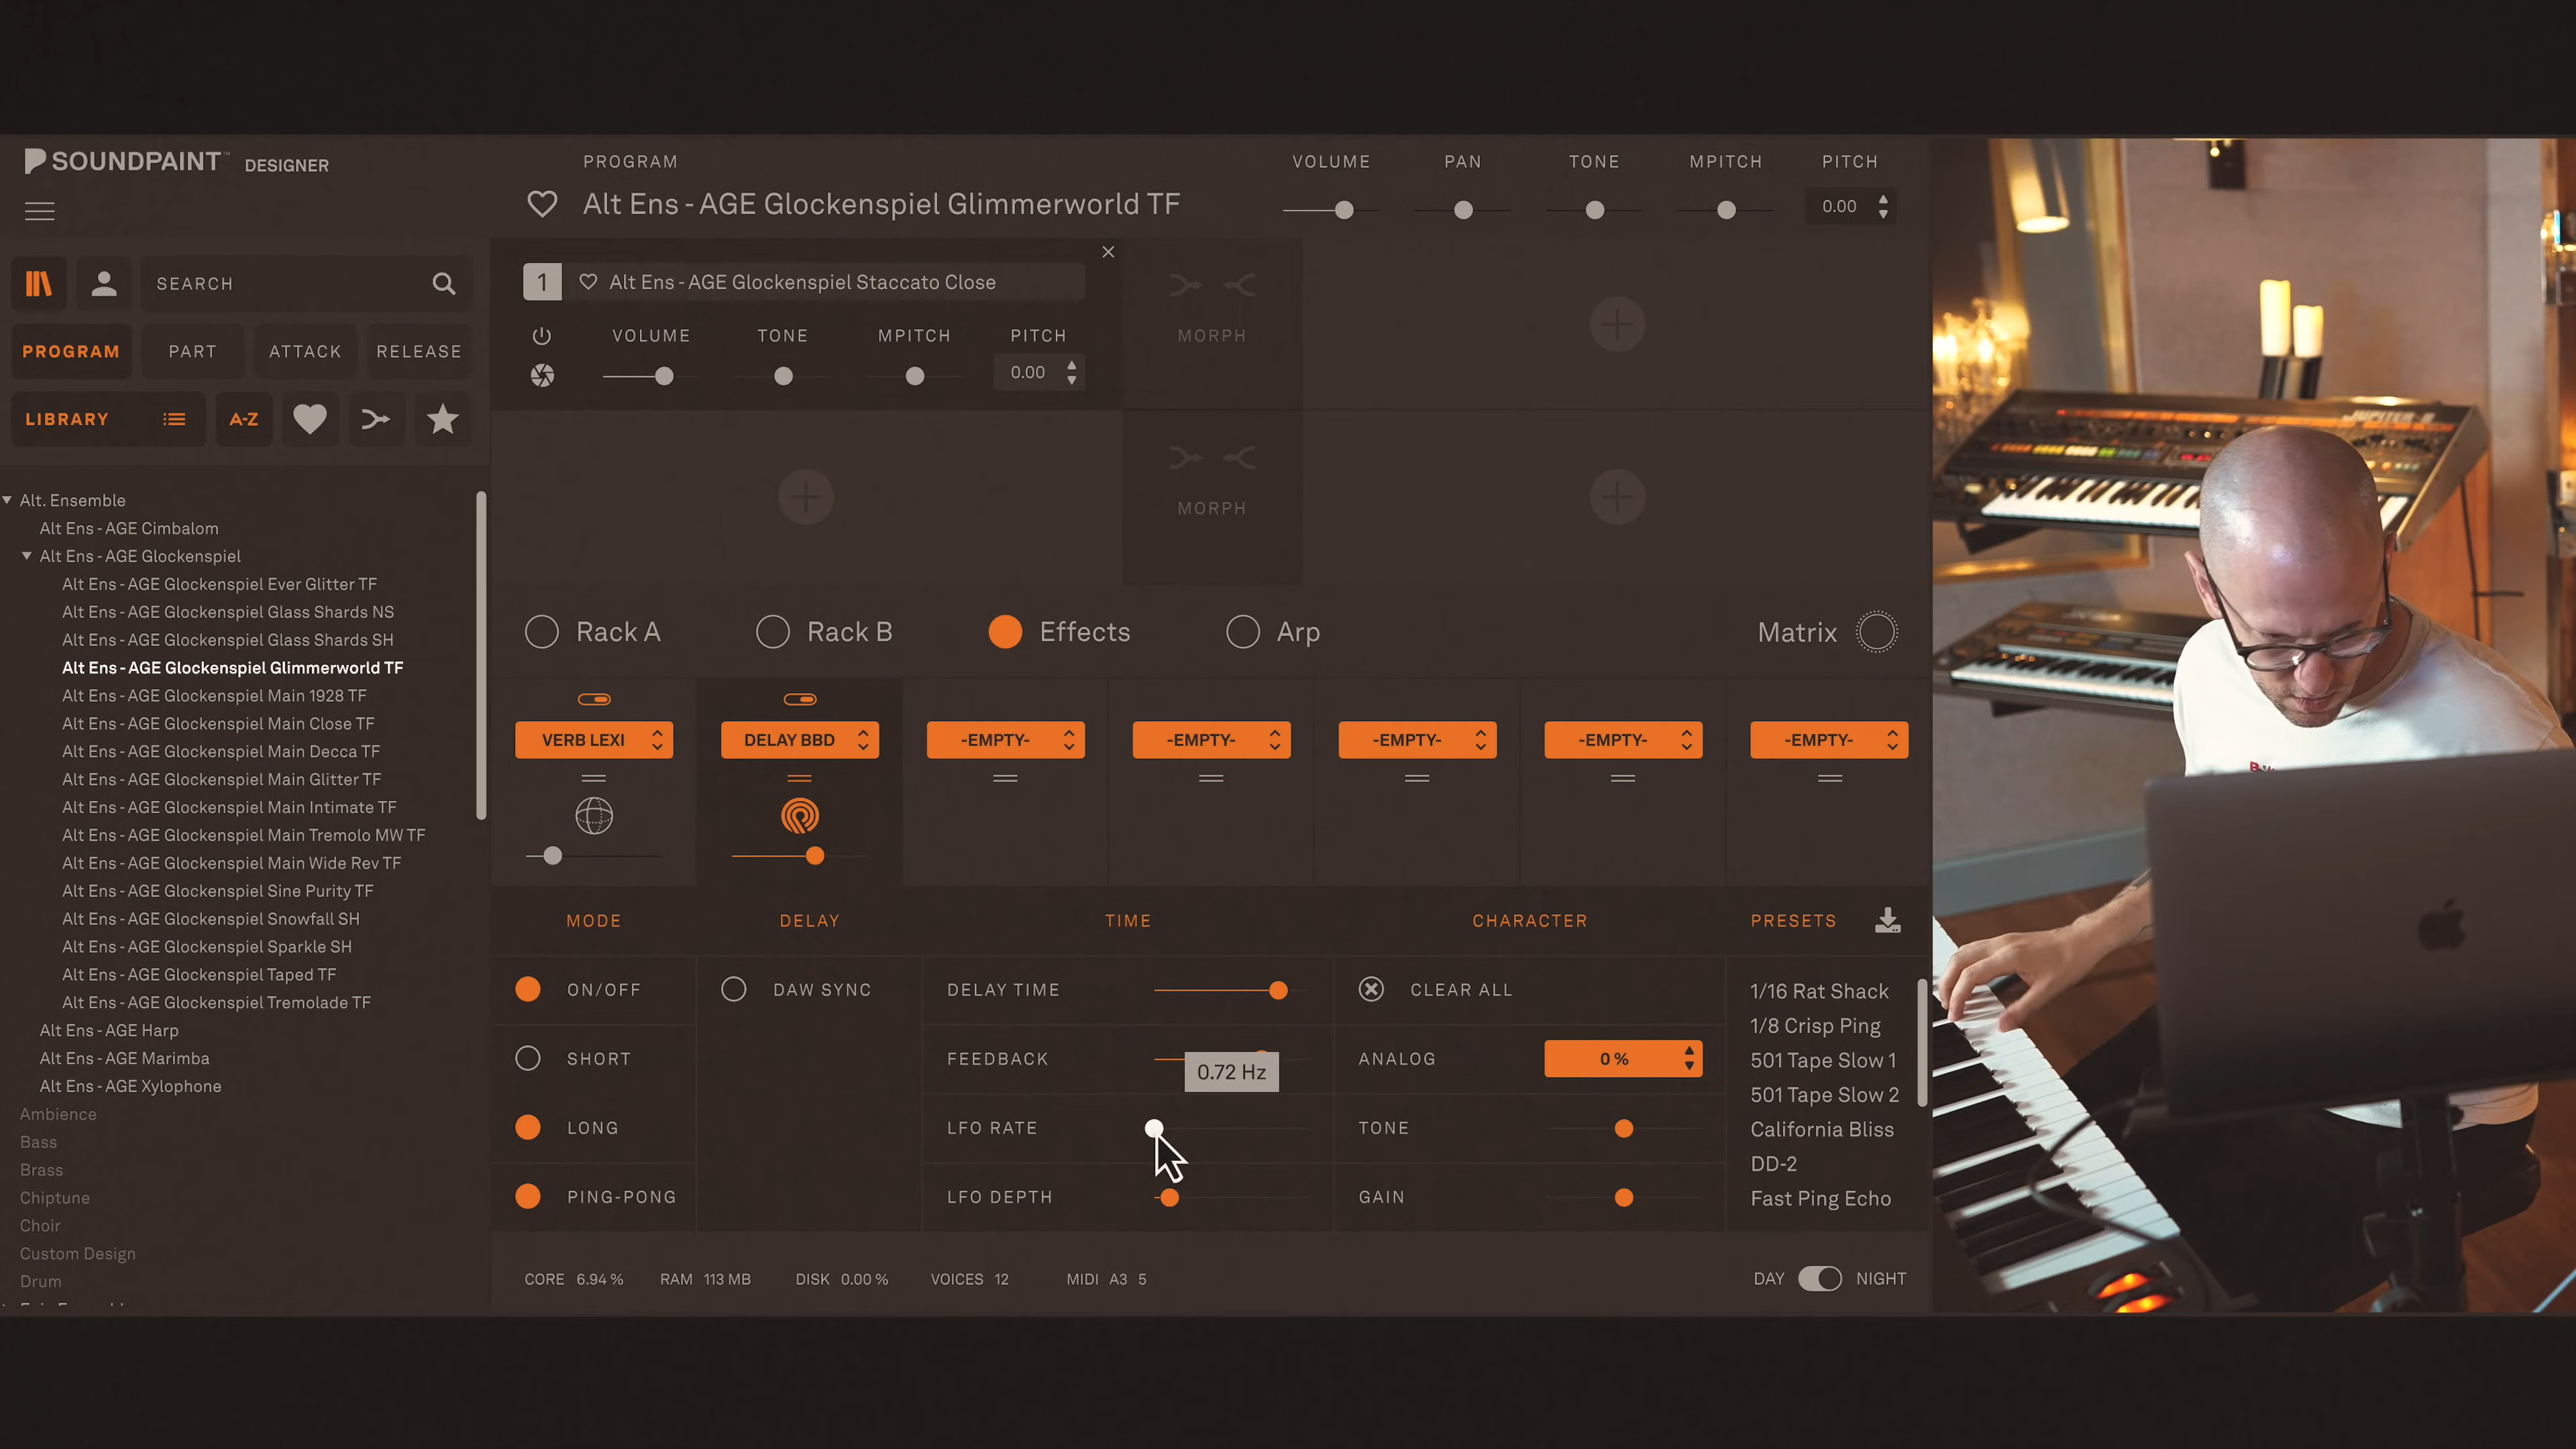 SOUNDPAINT™ DESIGNER
SEARCH
PROGRAM PART ATTACK RELEASE
LIBRARY A-Z
Alt. Ensemble
Alt Ens - AGE Cimbalom
Alt Ens - AGE Glockenspiel
Alt Ens - AGE Glockenspiel Ever Glitter TF
Alt Ens - AGE Glockenspiel Glass Shards NS
Alt Ens - AGE Glockenspiel Glass Shards SH
Alt Ens - AGE Glockenspiel Glimmerworld TF
Alt Ens - AGE Glockenspiel Main 1928 TF
Alt Ens - AGE Glockenspiel Main Close TF
Alt Ens - AGE Glockenspiel Main Decca TF
Alt Ens - AGE Glockenspiel Main Glitter TF
Alt Ens - AGE Glockenspiel Main Intimate TF
Alt Ens - AGE Glockenspiel Main Tremolo MW TF
Alt Ens - AGE Glockenspiel Main Wide Rev TF
Alt Ens - AGE Glockenspiel Sine Purity TF
Alt Ens - AGE Glockenspiel Snowfall SH
Alt Ens - AGE Glockenspiel Sparkle SH
Alt Ens - AGE Glockenspiel Taped TF
Alt Ens - AGE Glockenspiel Tremolade TF
Alt Ens - AGE Harp
Alt Ens - AGE Marimba
Alt Ens - AGE Xylophone
Ambience
Bass
Brass
Chiptune
Choir
Custom Design
Drum
PROGRAM
Alt Ens - AGE Glockenspiel Glimmerworld TF
VOLUME PAN TONE MPITCH PITCH
0.00
1 Alt Ens - AGE Glockenspiel Staccato Close
VOLUME TONE MPITCH PITCH
0.00
MORPH
MORPH
Rack A Rack B Effects Arp Matrix
VERB LEXI DELAY BBD -EMPTY- -EMPTY- -EMPTY- -EMPTY- -EMPTY-
MODE DELAY TIME CHARACTER PRESETS
ON/OFF DAW SYNC DELAY TIME CLEAR ALL 1/16 Rat Shack
1/8 Crisp Ping
SHORT FEEDBACK ANALOG 0 % 501 Tape Slow 1
0.72 Hz
501 Tape Slow 2
LONG LFO RATE TONE California Bliss
DD-2
PING-PONG LFO DEPTH GAIN Fast Ping Echo
CORE 6.94 % RAM 113 MB DISK 0.00 % VOICES 12 MIDI A3 5 DAY NIGHT
JUPITER-8